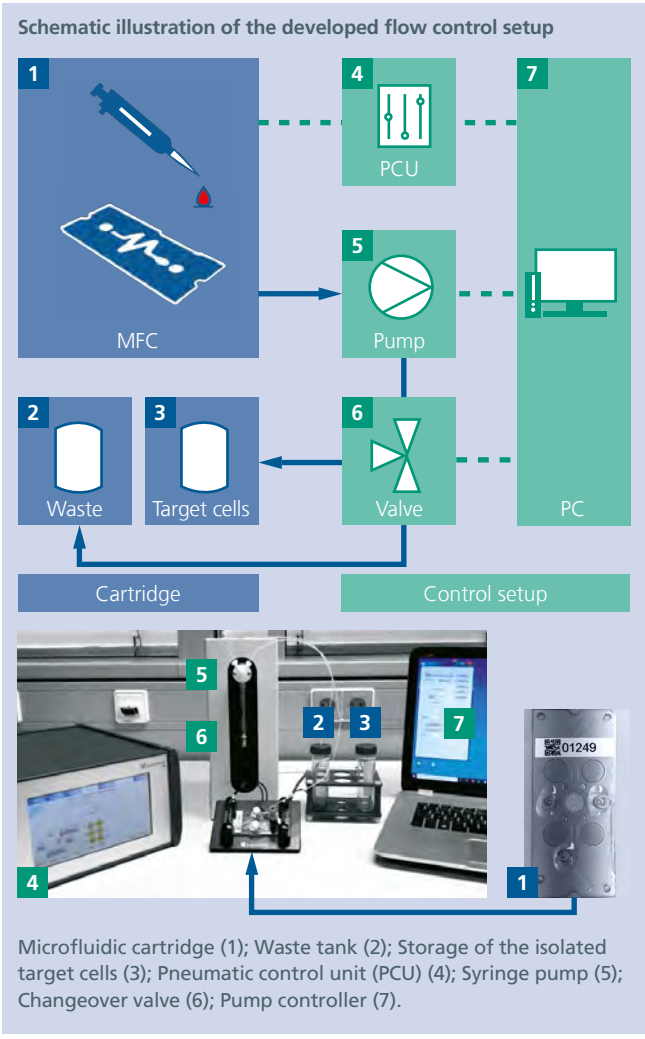 Schematic illustration of the developed flow control setup
1
4
7
PCU
5
MFC
Pump
2
3
6
Waste
Target cells
Valve
PC
Cartridge
Control setup
5
6
2
3
7
01249
4
1
Microfluidic cartridge (1); Waste tank (2); Storage of the isolated
target cells (3); Pneumatic control unit (PCU) (4); Syringe pump (5);
Changeover valve (6); Pump controller (7).